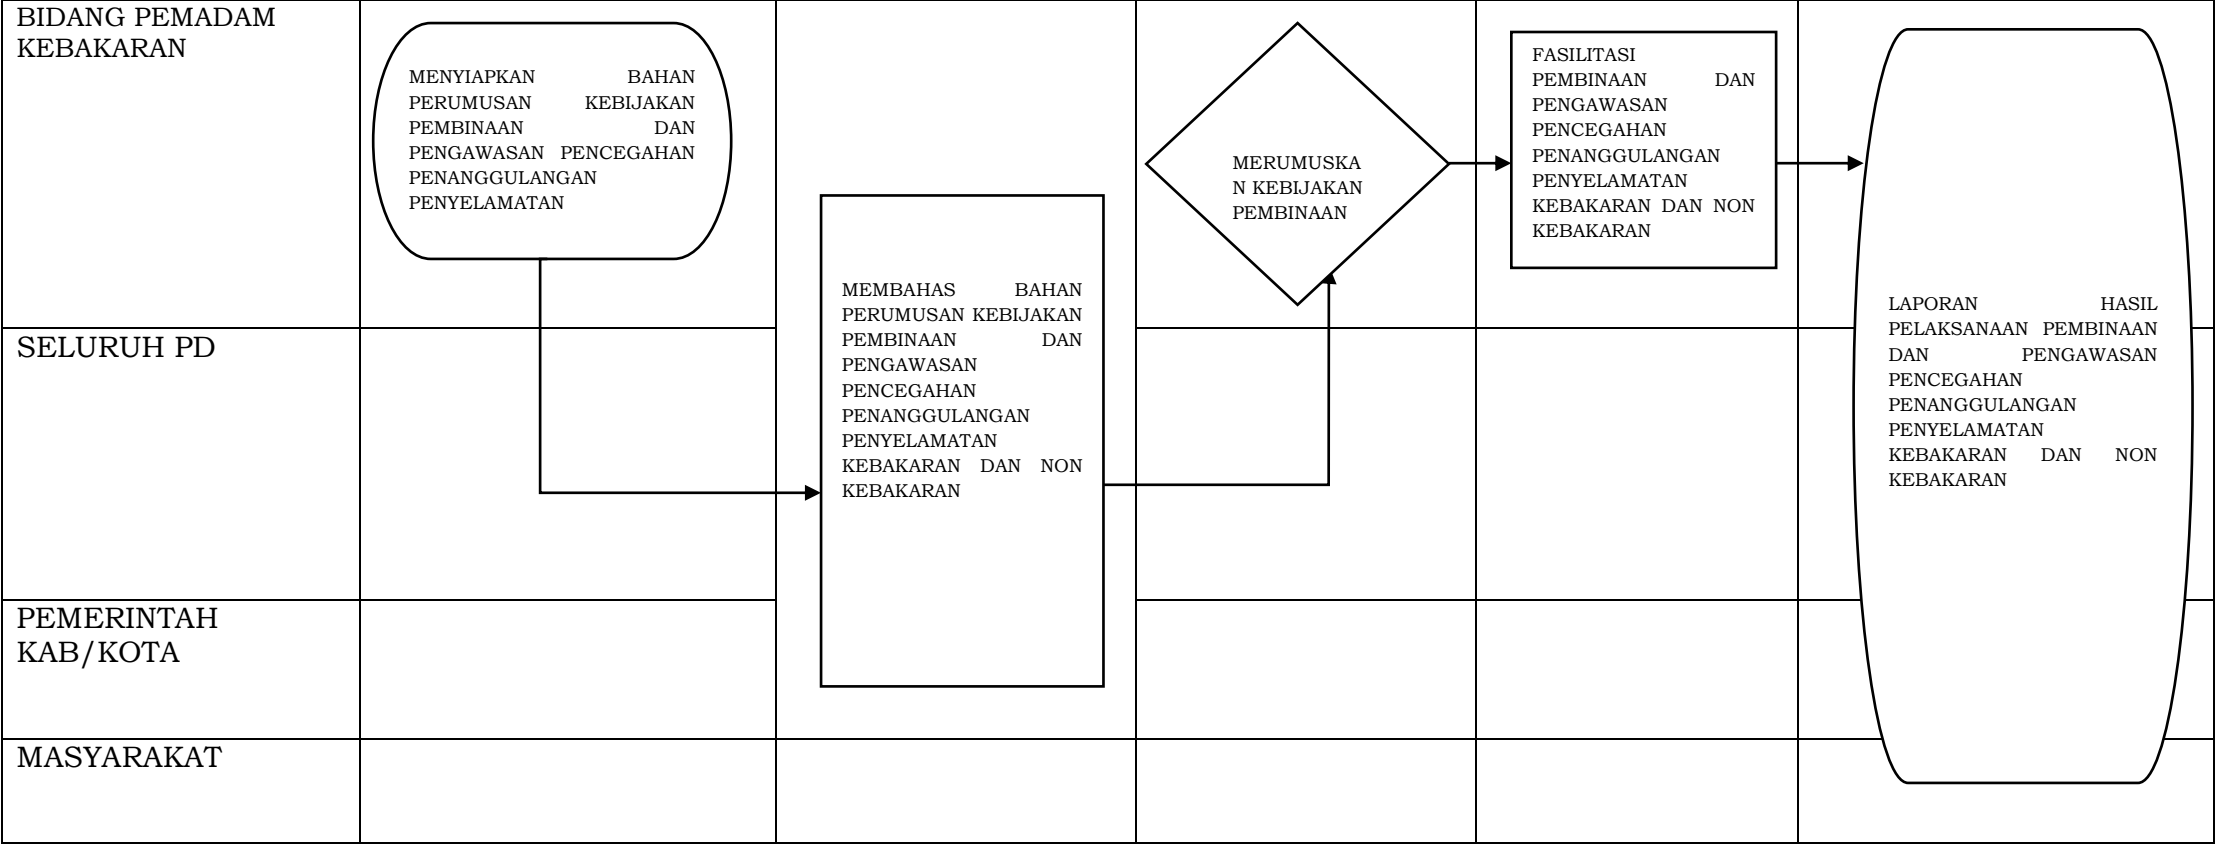 BIDANG PEMADAM
KEBAKARAN
MENYIAPKAN BAHAN
PERUMUSAN KEBIJAKAN
PEMBINAAN DAN
PENGAWASAN PENCEGAHAN
PENANGGULANGAN
PENYELAMATAN
MEMBAHAS BAHAN
PERUMUSAN KEBIJAKAN
PEMBINAAN DAN
PENGAWASAN
PENCEGAHAN
PENANGGULANGAN
PENYELAMATAN
KEBAKARAN DAN NON
KEBAKARAN
MERUMUSKA
N KEBIJAKAN
PEMBINAAN
FASILITASI
PEMBINAAN DAN
PENGAWASAN
PENCEGAHAN
PENANGGULANGAN
PENYELAMATAN
KEBAKARAN DAN NON
KEBAKARAN
LAPORAN HASIL
PELAKSANAAN PEMBINAAN
DAN PENGAWASAN
PENCEGAHAN
PENANGGULANGAN
PENYELAMATAN
KEBAKARAN DAN NON
KEBAKARAN
SELURUH PD
PEMERINTAH
KAB/KOTA
MASYARAKAT